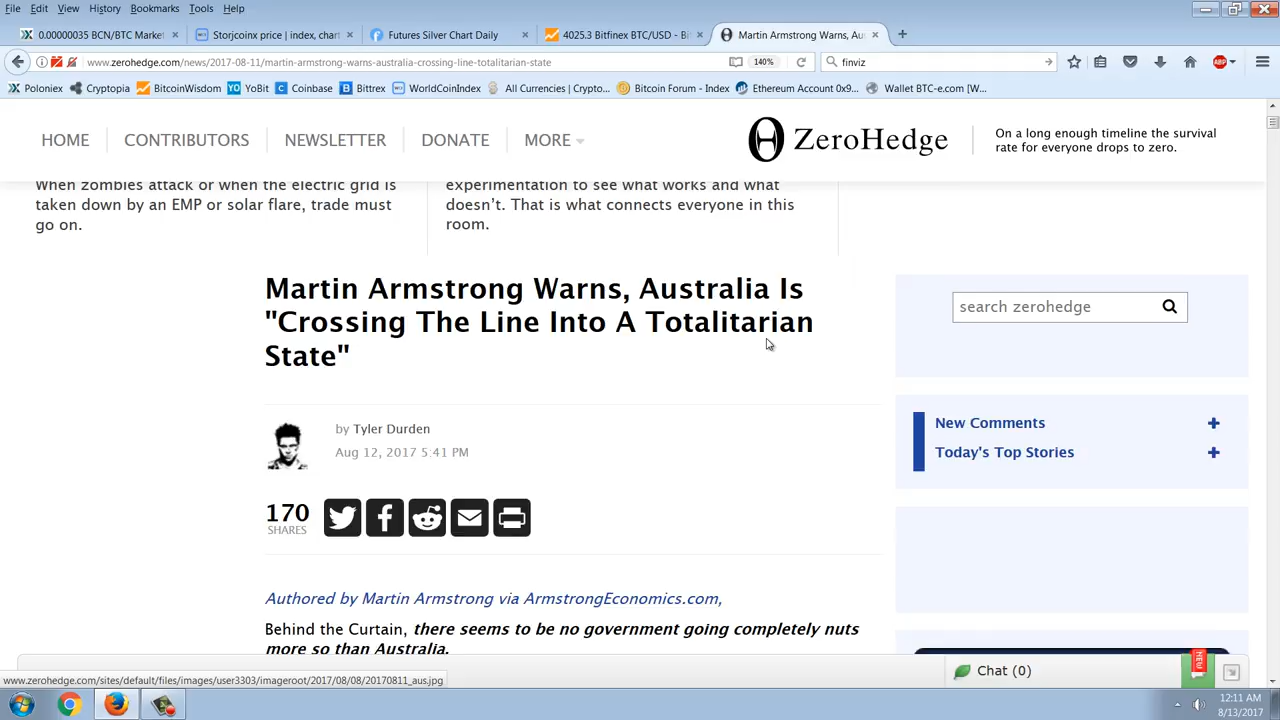 File Edit View History Bookmarks Tools Help
0.00000035 BCN/BTC Market
Storjcoinx price | index, chart
Futures Silver Chart Daily
4025.3 Bitfinex BTC/USD - Bi
Martin Armstrong Warns, Au
www.zerohedge.com/news/2017-08-11/martin-armstrong-warns-australia-crossing-line-totalitarian-state
140%
finviz
ABP
Poloniex Cryptopia BitcoinWisdom YoBit Coinbase Bittrex WorldCoinIndex All Currencies | Crypto... Bitcoin Forum - Index Ethereum Account 0x9... Wallet BTC-e.com [W...
HOME CONTRIBUTORS NEWSLETTER DONATE MORE
ZeroHedge
On a long enough timeline the survival
rate for everyone drops to zero.
When zombies attack or when the electric grid is
taken down by an EMP or solar flare, trade must
go on.
experimentation to see what works and what
doesn't. That is what connects everyone in this
room.
Martin Armstrong Warns, Australia Is
"Crossing The Line Into A Totalitarian
State"
search zerohedge
by Tyler Durden
Aug 12, 2017 5:41 PM
New Comments +
Today's Top Stories +
170
SHARES
Authored by Martin Armstrong via ArmstrongEconomics.com,
Behind the Curtain, there seems to be no government going completely nuts
more so than Australia.
Chat (0)
NEW
www.zerohedge.com/sites/default/files/images/user3303/imageroot/2017/08/08/20170811_aus.jpg
12:11 AM
8/13/2017